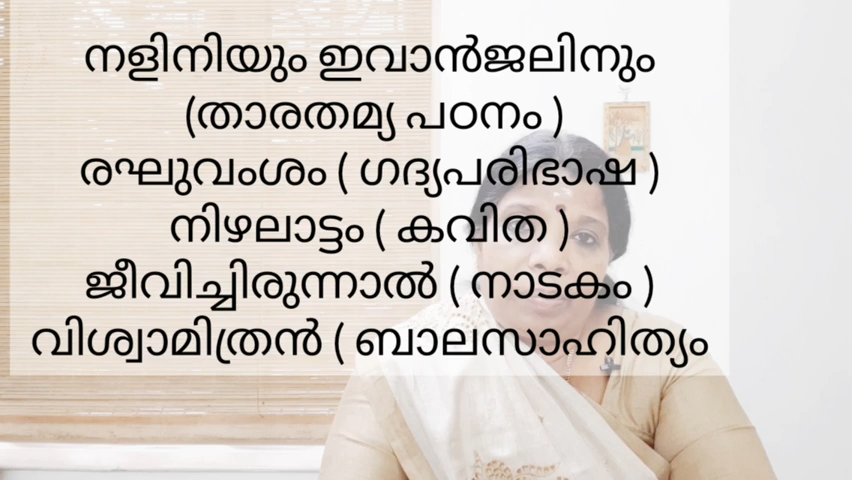 നളിനിയും ഇവാൻജലിനും
(താരതമ്യ പഠനം )
രഘുവംശം ( ഗദ്യപരിഭാഷ )
നിഴലാട്ടം ( കവിത )
ജീവിച്ചിരുന്നാൽ ( നാടകം )
വിശ്വാമിത്രൻ ( ബാലസാഹിത്യം